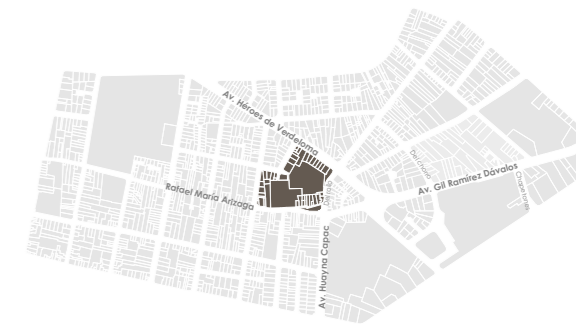 Av. Héroes de Verdeloma
Rafael María Arízaga
Av. Gil Ramírez Dávalos
Av. Huayna Capac